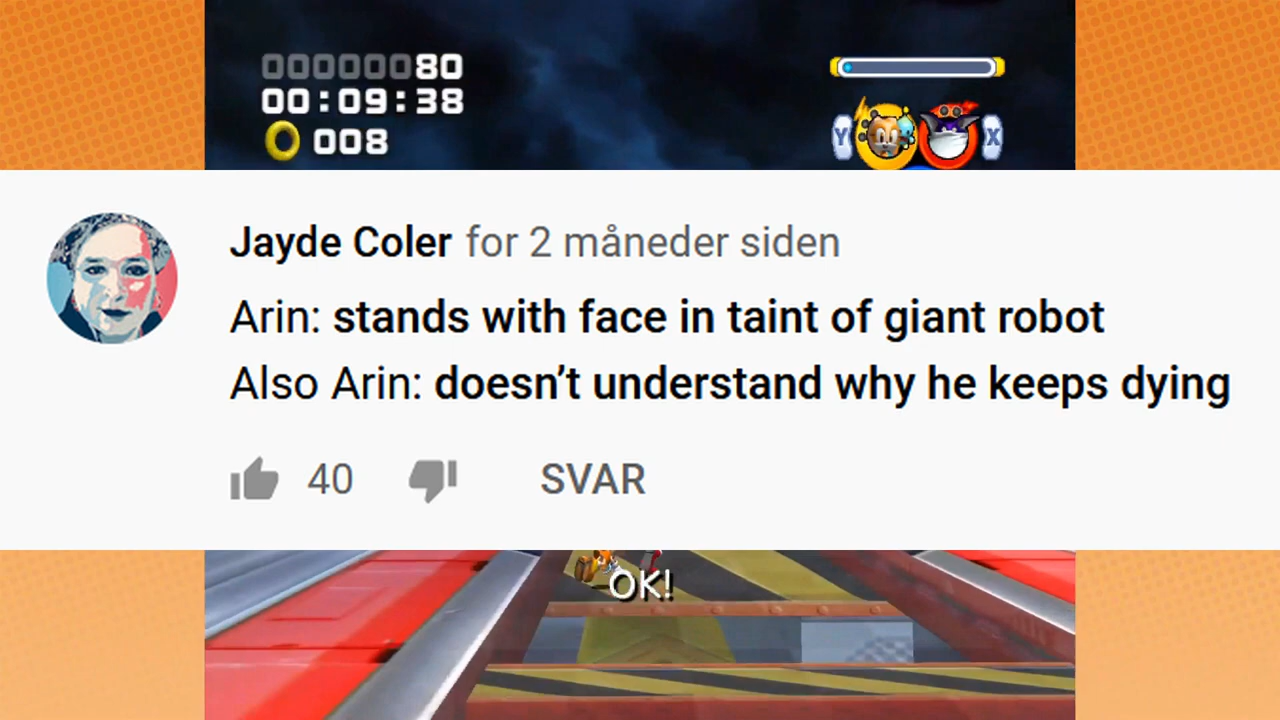 00000080
00:09:38
008
Y X
Jayde Coler for 2 måneder siden
Arin: stands with face in taint of giant robot
Also Arin: doesn’t understand why he keeps dying
40 SVAR
OK!